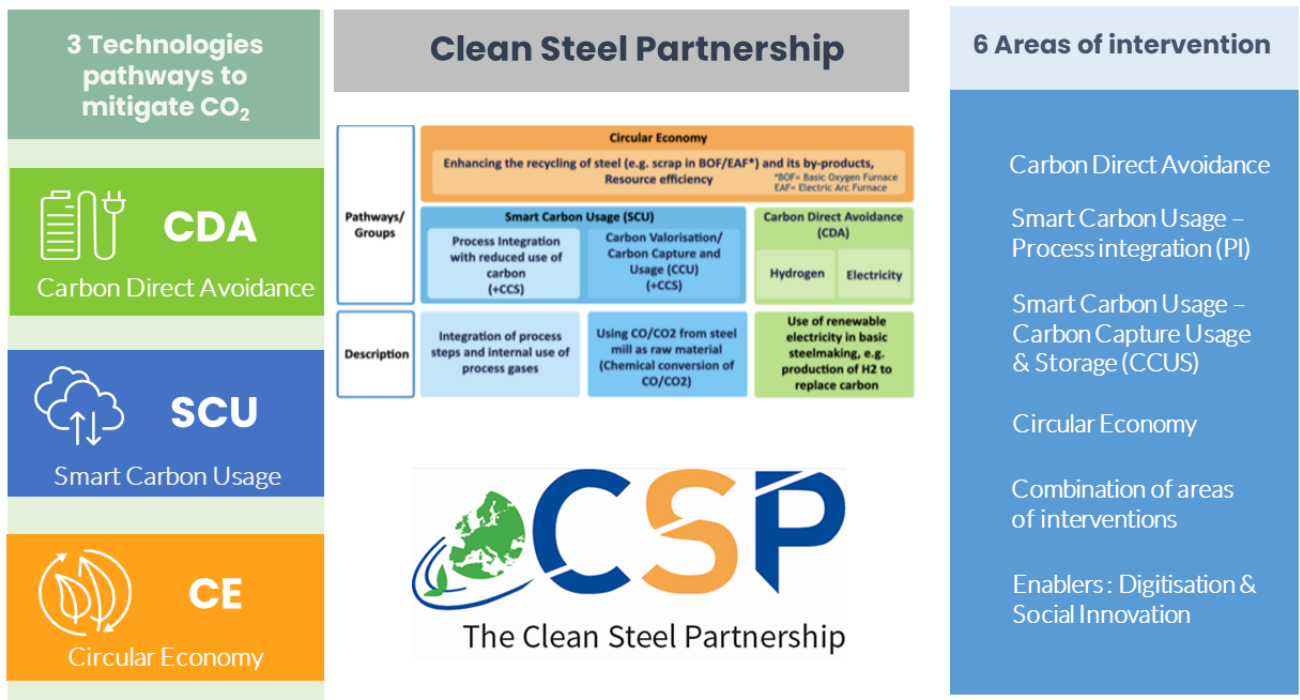 3 Technologies
pathways to
mitigate CO₂
CDA
Carbon Direct Avoidance
SCU
Smart Carbon Usage
CE
Circular Economy
Clean Steel Partnership
Pathways/
Groups
Circular Economy
Enhancing the recycling of steel (e.g. scrap in BOF/EAF*) and its by-products,
Resource efficiency
*BOF= Basic Oxygen Furnace
EAF= Electric Arc Furnace
Smart Carbon Usage (SCU)
Process Integration
with reduced use of
carbon
(+CCS)
Carbon Valorisation/
Carbon Capture and
Usage (CCU)
(+CCS)
Carbon Direct Avoidance
(CDA)
Hydrogen
Electricity
Description
Integration of process
steps and internal use of
process gases
Using CO/CO2 from steel
mill as raw material
(Chemical conversion of
CO/CO2)
Use of renewable
electricity in basic
steelmaking, e.g.
production of H2 to
replace carbon
CSP
The Clean Steel Partnership
6 Areas of intervention
Carbon Direct Avoidance
Smart Carbon Usage –
Process integration (PI)
Smart Carbon Usage –
Carbon Capture Usage
& Storage (CCUS)
Circular Economy
Combination of areas
of interventions
Enablers : Digitisation &
Social Innovation